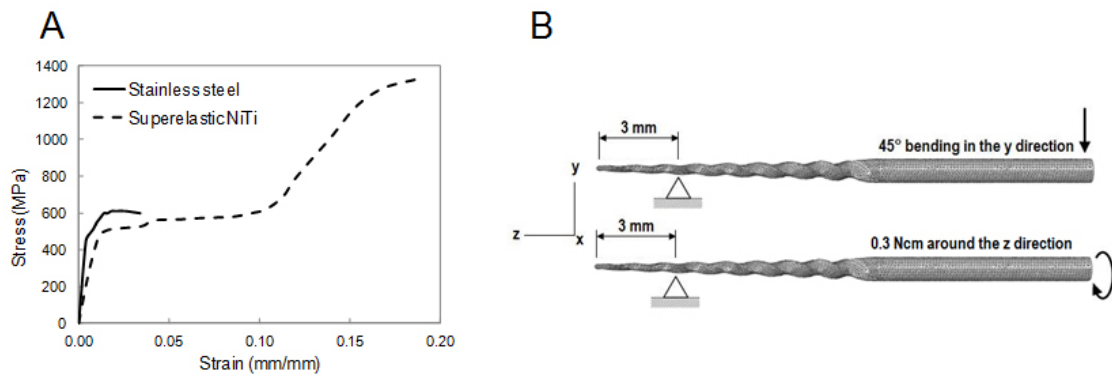 A
B
1400
1200
1000
800
600
400
200
0
Stress (MPa)
Stainless steel
Superelastic NiTi
0.00
0.05
0.10
0.15
0.20
Strain (mm/mm)
3 mm
45° bending in the y direction
y
z
x
3 mm
0.3 Ncm around the z direction